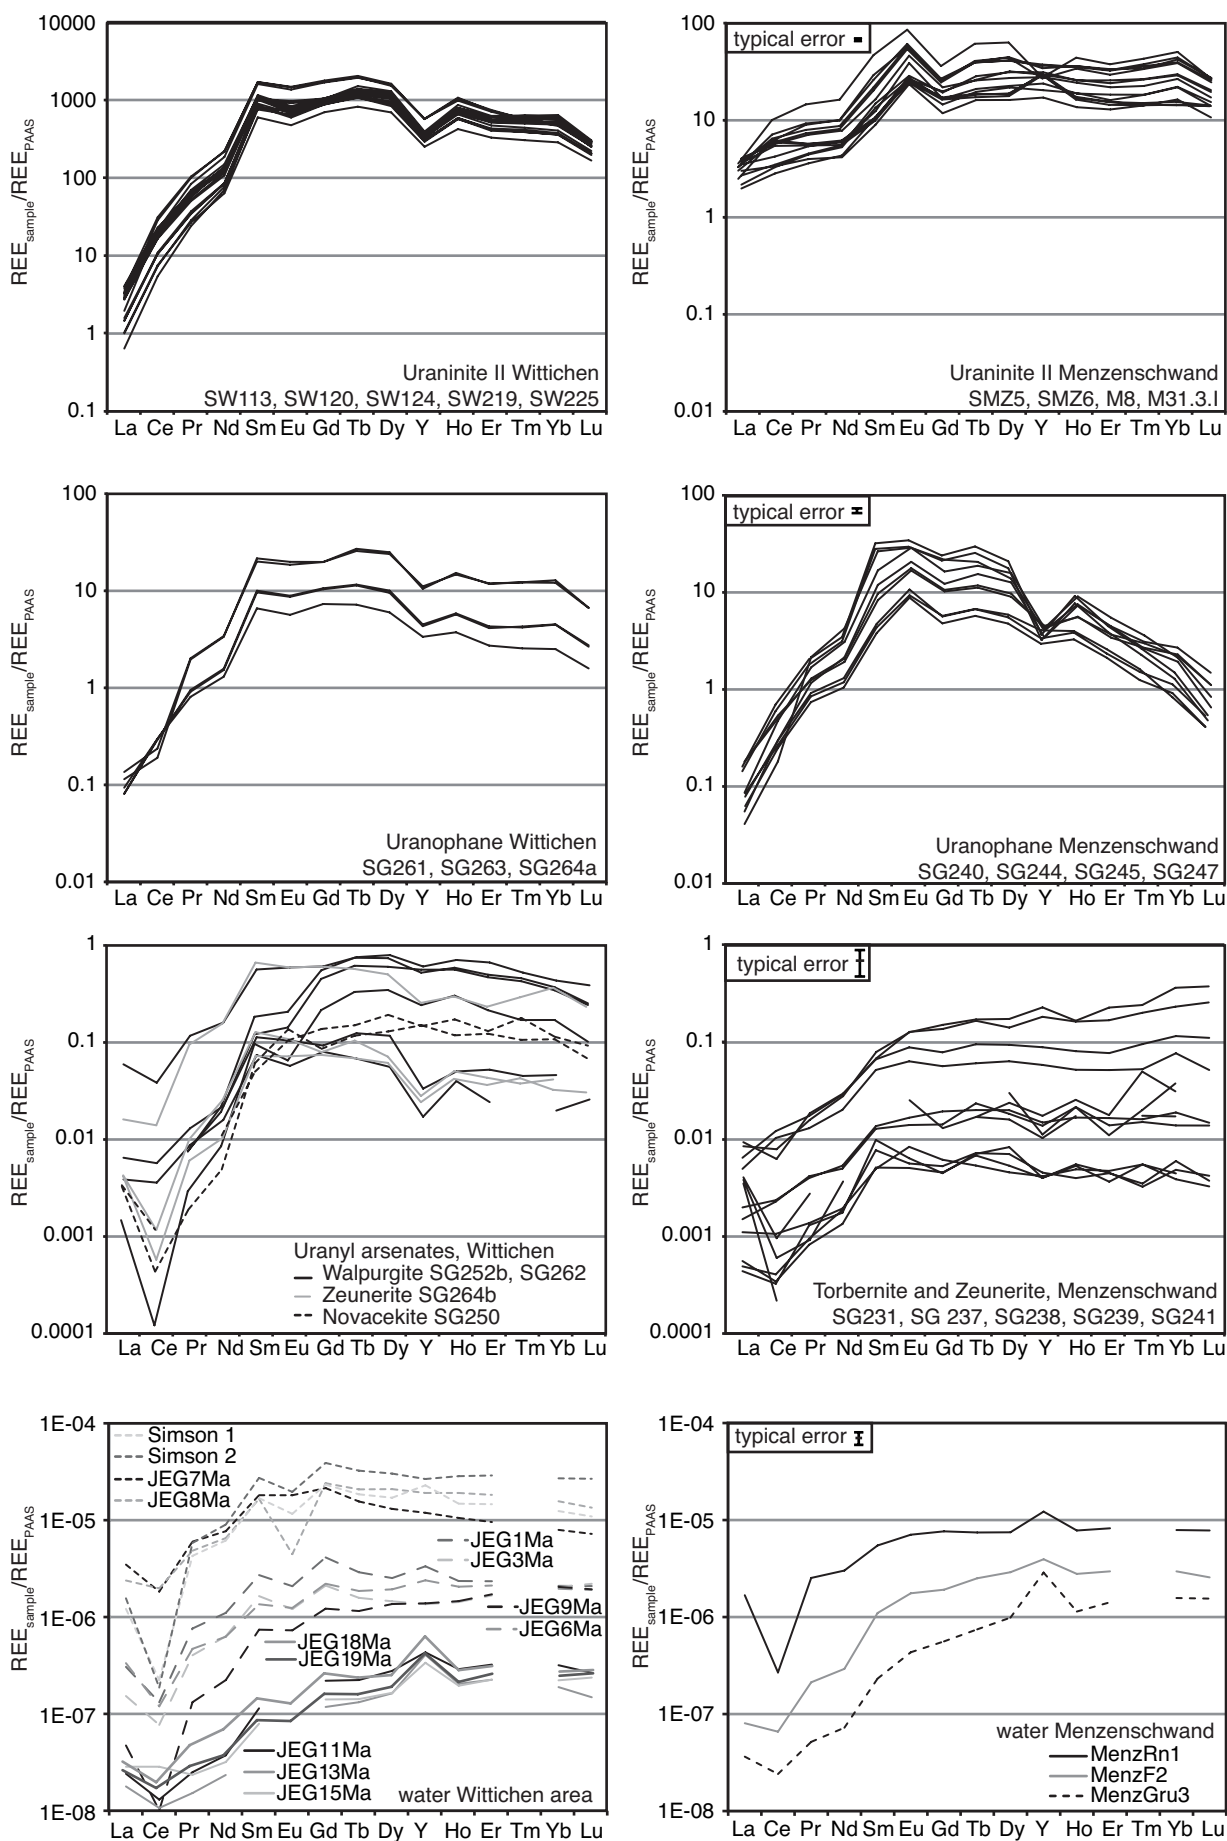 10000
1000
100
10
1
0.1
REEsample/REEPAAS
Uraninite II Wittichen
SW113, SW120, SW124, SW219, SW225
La Ce Pr Nd Sm Eu Gd Tb Dy Y Ho Er Tm Yb Lu
100
10
1
0.1
0.01
REEsample/REEPAAS
typical error
Uraninite II Menzenschwand
SMZ5, SMZ6, M8, M31.3.I
La Ce Pr Nd Sm Eu Gd Tb Dy Y Ho Er Tm Yb Lu
100
10
1
0.1
0.01
REEsample/REEPAAS
Uranophane Wittichen
SG261, SG263, SG264a
La Ce Pr Nd Sm Eu Gd Tb Dy Y Ho Er Tm Yb Lu
100
10
1
0.1
0.01
REEsample/REEPAAS
typical error
Uranophane Menzenschwand
SG240, SG244, SG245, SG247
La Ce Pr Nd Sm Eu Gd Tb Dy Y Ho Er Tm Yb Lu
1
0.1
0.01
0.001
0.0001
REEsample/REEPAAS
Uranyl arsenates, Wittichen
Walpurgite SG252b, SG262
Zeunerite SG264b
Novacekite SG250
La Ce Pr Nd Sm Eu Gd Tb Dy Y Ho Er Tm Yb Lu
1
0.1
0.01
0.001
0.0001
REEsample/REEPAAS
typical error
Torbernite and Zeunerite, Menzenschwand
SG231, SG 237, SG238, SG239, SG241
La Ce Pr Nd Sm Eu Gd Tb Dy Y Ho Er Tm Yb Lu
1E-04
1E-05
1E-06
1E-07
1E-08
REEsample/REEPAAS
Simson 1
Simson 2
JEG7Ma
JEG8Ma
JEG1Ma
JEG3Ma
JEG9Ma
JEG6Ma
JEG18Ma
JEG19Ma
JEG11Ma
JEG13Ma
JEG15Ma
water Wittichen area
La Ce Pr Nd Sm Eu Gd Tb Dy Y Ho Er Tm Yb Lu
1E-04
1E-05
1E-06
1E-07
1E-08
REEsample/REEPAAS
typical error
water Menzenschwand
MenzRn1
MenzF2
MenzGru3
La Ce Pr Nd Sm Eu Gd Tb Dy Y Ho Er Tm Yb Lu